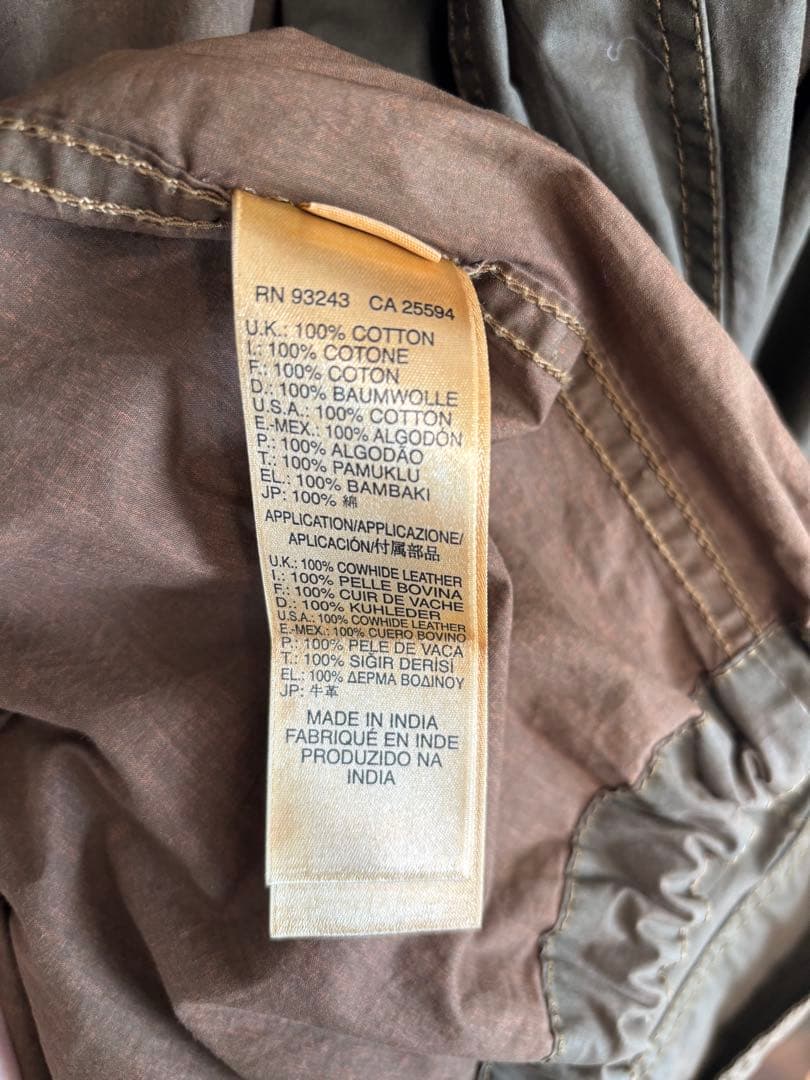 RN 93243 CA 25594
U.K.: 100% COTTON
I.: 100% COTONE
F.: 100% COTON
D.: 100% BAUMWOLLE
U.S.A.: 100% COTTON
E.-MEX.: 100% ALGODÓN
P.: 100% ALGODÃO
T.: 100% PAMUKLU
EL.: 100% BAMBAKI
JP: 100% 綿
APPLICATION/APPLICAZIONE/
APLICACIÓN/付属部品
U.K.: 100% COWHIDE LEATHER
I.: 100% PELLE BOVINA
F.: 100% CUIR DE VACHE
D.: 100% KUHLEDER
U.S.A.: 100% COWHIDE LEATHER
E.-MEX.: 100% CUERO BOVINO
P.: 100% PELE DE VACA
T.: 100% SIĞIR DERİSİ
EL.: 100% ΔΕΡΜΑ ΒΟΔΙΝΟΥ
JP: 牛革
MADE IN INDIA
FABRIQUÉ EN INDE
PRODUZIDO NA
INDIA